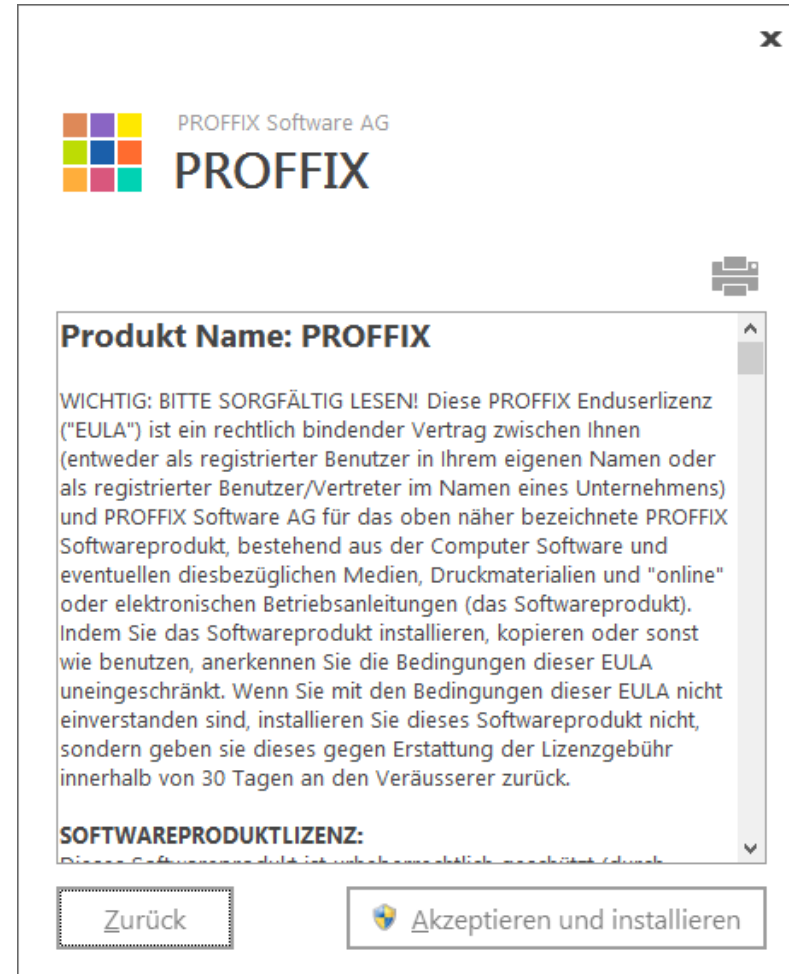 PROFFIX Software AG
PROFFIX
Produkt Name: PROFFIX
WICHTIG: BITTE SORGFÄLTIG LESEN! Diese PROFFIX Enduserlizenz
("EULA") ist ein rechtlich bindender Vertrag zwischen Ihnen
(entweder als registrierter Benutzer in Ihrem eigenen Namen oder
als registrierter Benutzer/Vertreter im Namen eines Unternehmens)
und PROFFIX Software AG für das oben näher bezeichnete PROFFIX
Softwareprodukt, bestehend aus der Computer Software und
eventuellen diesbezüglichen Medien, Druckmaterialien und "online"
oder elektronischen Betriebsanleitungen (das Softwareprodukt).
Indem Sie das Softwareprodukt installieren, kopieren oder sonst
wie benutzen, anerkennen Sie die Bedingungen dieser EULA
uneingeschränkt. Wenn Sie mit den Bedingungen dieser EULA nicht
einverstanden sind, installieren Sie dieses Softwareprodukt nicht,
sondern geben sie dieses gegen Erstattung der Lizenzgebühr
innerhalb von 30 Tagen an den Veräusserer zurück.
SOFTWAREPRODUKTLIZENZ:
Dieses Softwareprodukt ist urheberrechtlich geschützt (durch
Zurück
Akzeptieren und installieren